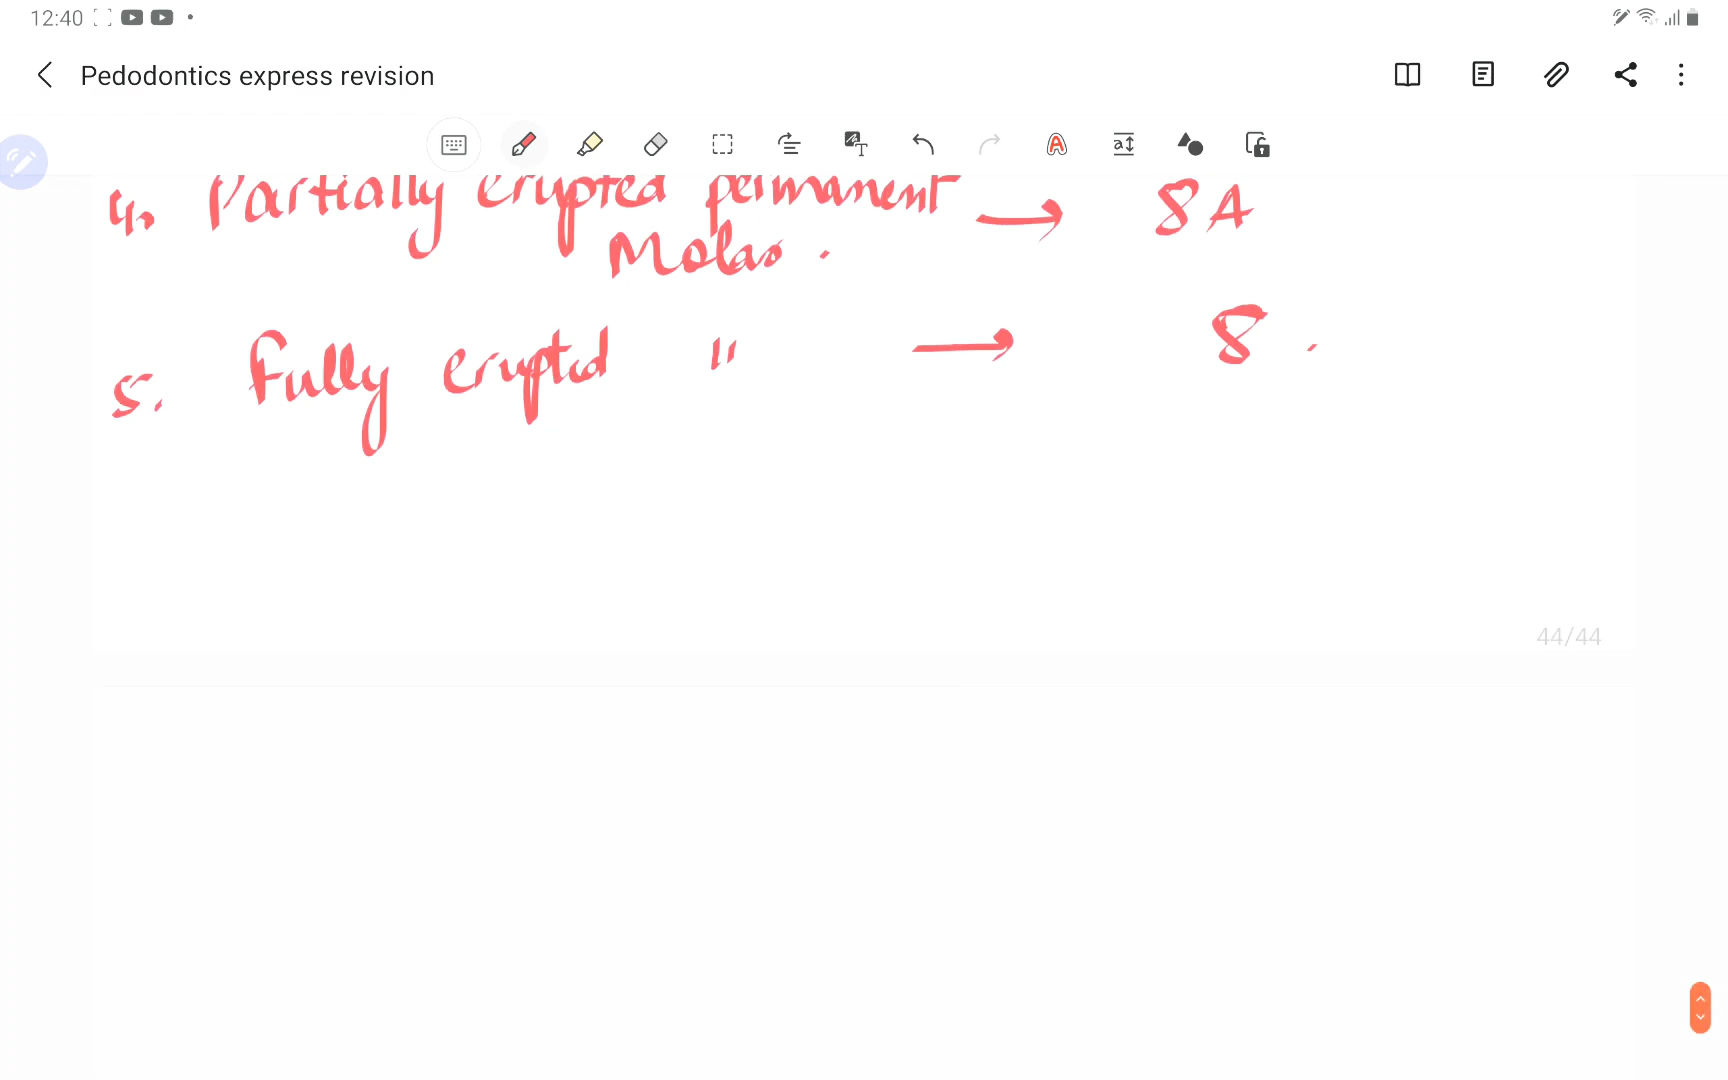 12:40
Pedodontics express revision
4. Partially erupted permanent → 8A
Molar.
5. Fully erupted " → 8.
44/44